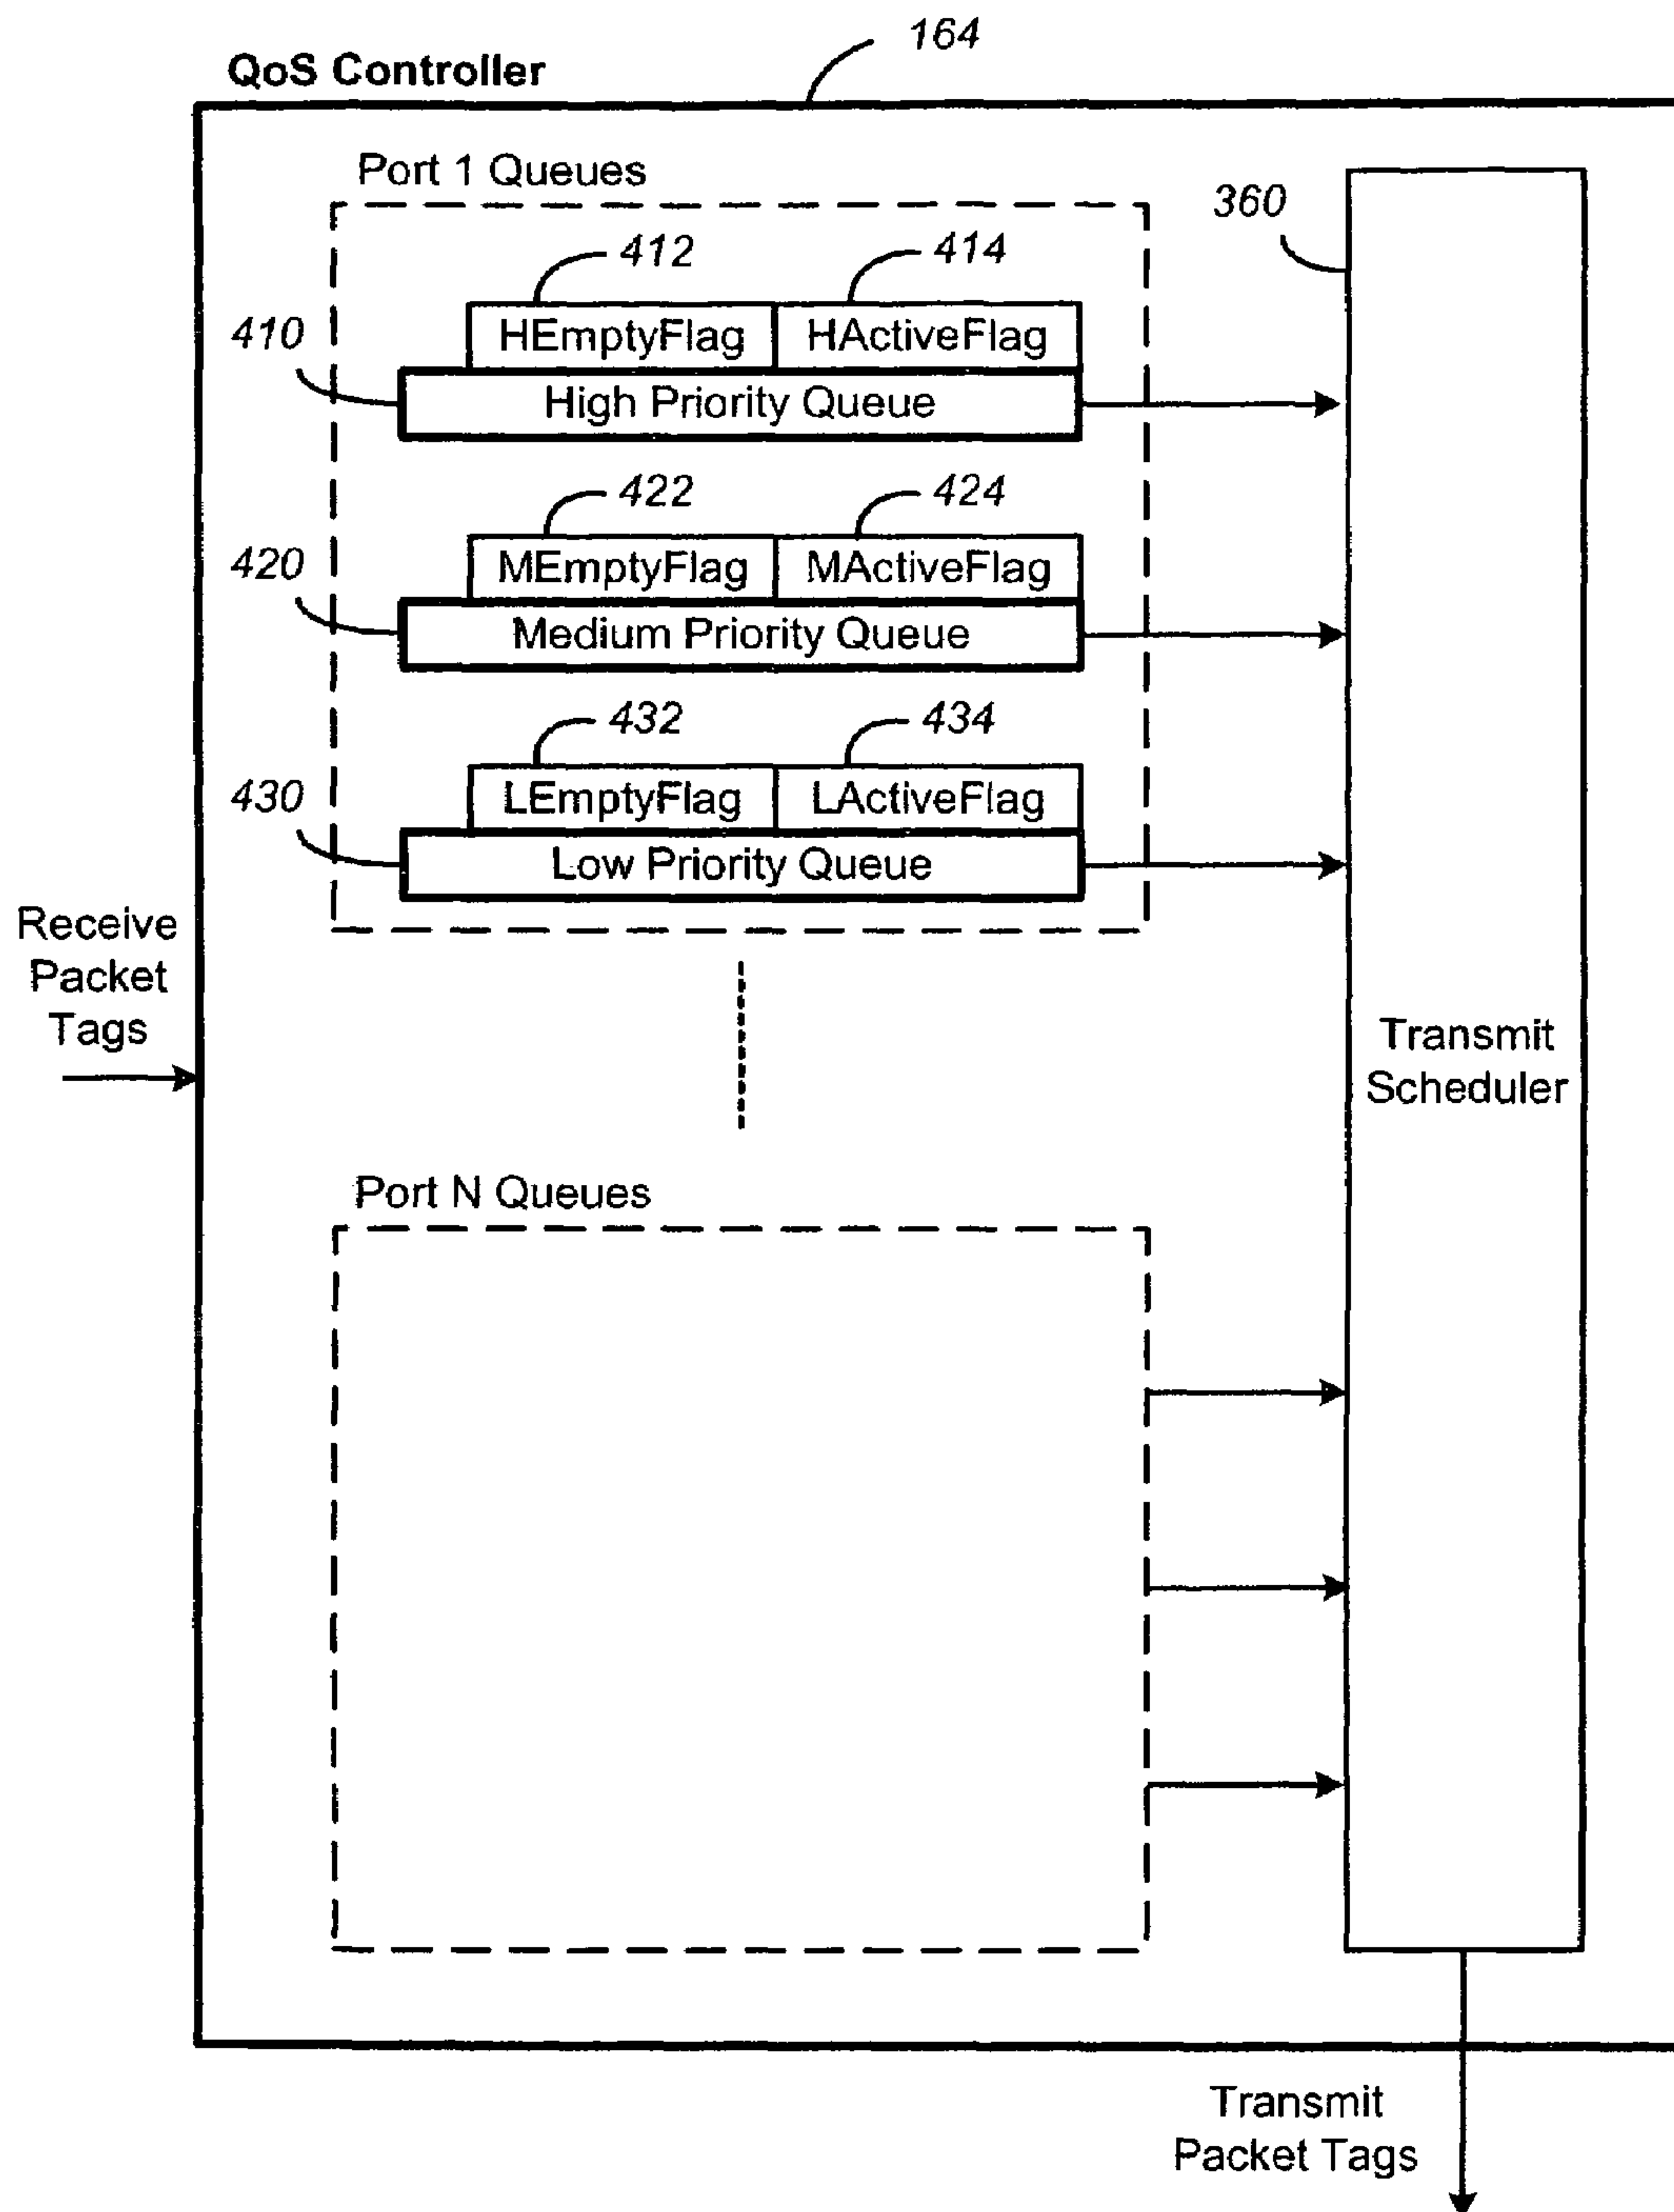 164
QoS Controller
Port 1 Queues
360
412
414
410
HEmptyFlag
HActiveFlag
High Priority Queue
422
424
420
MEmptyFlag
MActiveFlag
Medium Priority Queue
432
434
430
LEmptyFlag
LActiveFlag
Low Priority Queue
Receive
Packet
Tags
Transmit
Scheduler
Port N Queues
Transmit
Packet Tags